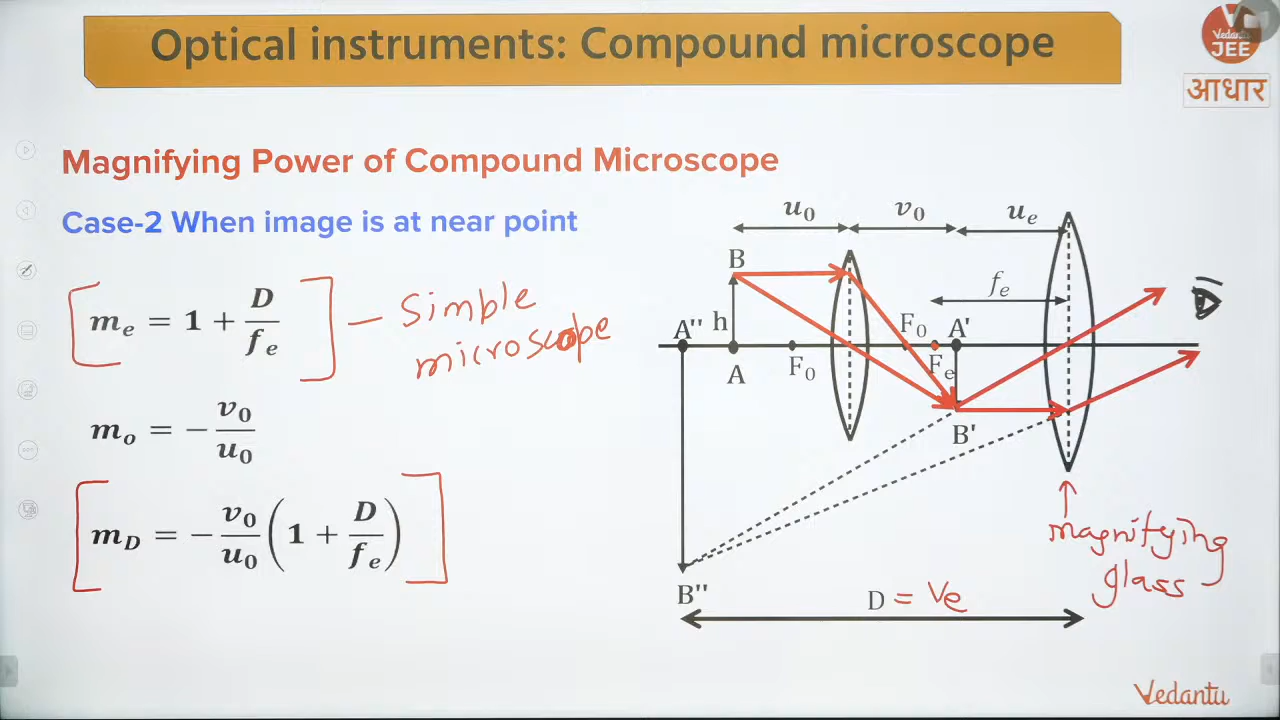 Optical instruments: Compound microscope
Vedantu
JEE
आधार
Magnifying Power of Compound Microscope
Case-2 When image is at near point
mₑ = 1 + D/fₑ
Simple
microscope
mₒ = - v₀/u₀
m_D = - v₀/u₀ (1 + D/fₑ)
u₀ v₀ uₑ
B
fₑ
A'' h F₀ A'
A F₀ Fₑ
B'
magnifying
glass
B''
D = Vₑ
Vedantu